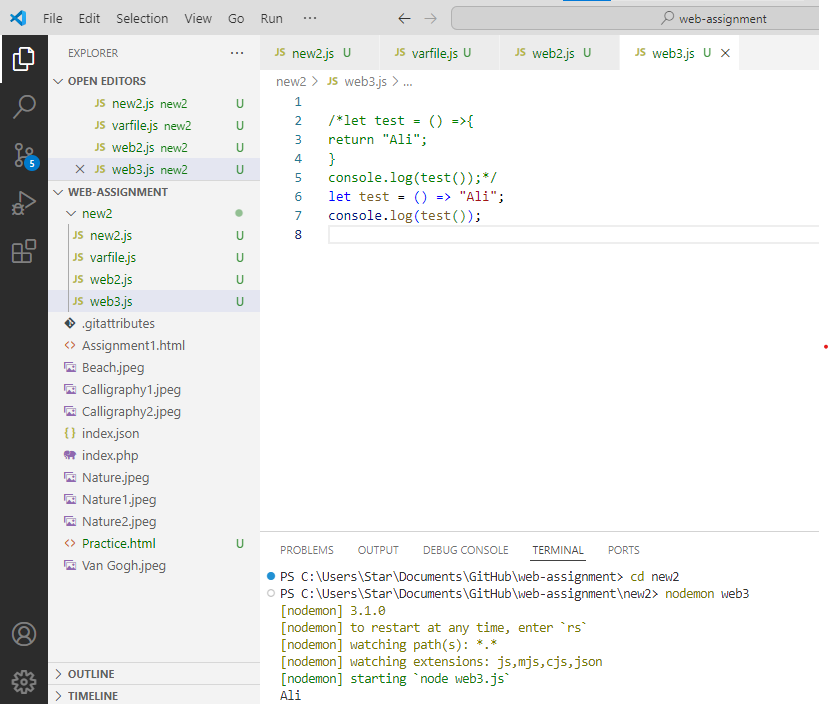 File Edit Selection View Go Run ··· ← → web-assignment
EXPLORER ···
OPEN EDITORS
JS new2.js new2 U
JS varfile.js new2 U
JS web2.js new2 U
JS web3.js new2 U
5
WEB-ASSIGNMENT
new2
JS new2.js U
JS varfile.js U
JS web2.js U
JS web3.js U
.gitattributes
<> Assignment1.html
Beach.jpeg
Calligraphy1.jpeg
Calligraphy2.jpeg
{} index.json
index.php
Nature.jpeg
Nature1.jpeg
Nature2.jpeg
<> Practice.html U
Van Gogh.jpeg
OUTLINE
TIMELINE
JS new2.js U JS varfile.js U JS web2.js U JS web3.js U
new2 > JS web3.js > ...
1
2 /*let test = () =>{
3 return "Ali";
4 }
5 console.log(test());*/
6 let test = () => "Ali";
7 console.log(test());
8
PROBLEMS OUTPUT DEBUG CONSOLE TERMINAL PORTS
PS C:\Users\Star\Documents\GitHub\web-assignment> cd new2
PS C:\Users\Star\Documents\GitHub\web-assignment\new2> nodemon web3
[nodemon] 3.1.0
[nodemon] to restart at any time, enter `rs`
[nodemon] watching path(s): *.*
[nodemon] watching extensions: js,mjs,cjs,json
[nodemon] starting `node web3.js`
Ali